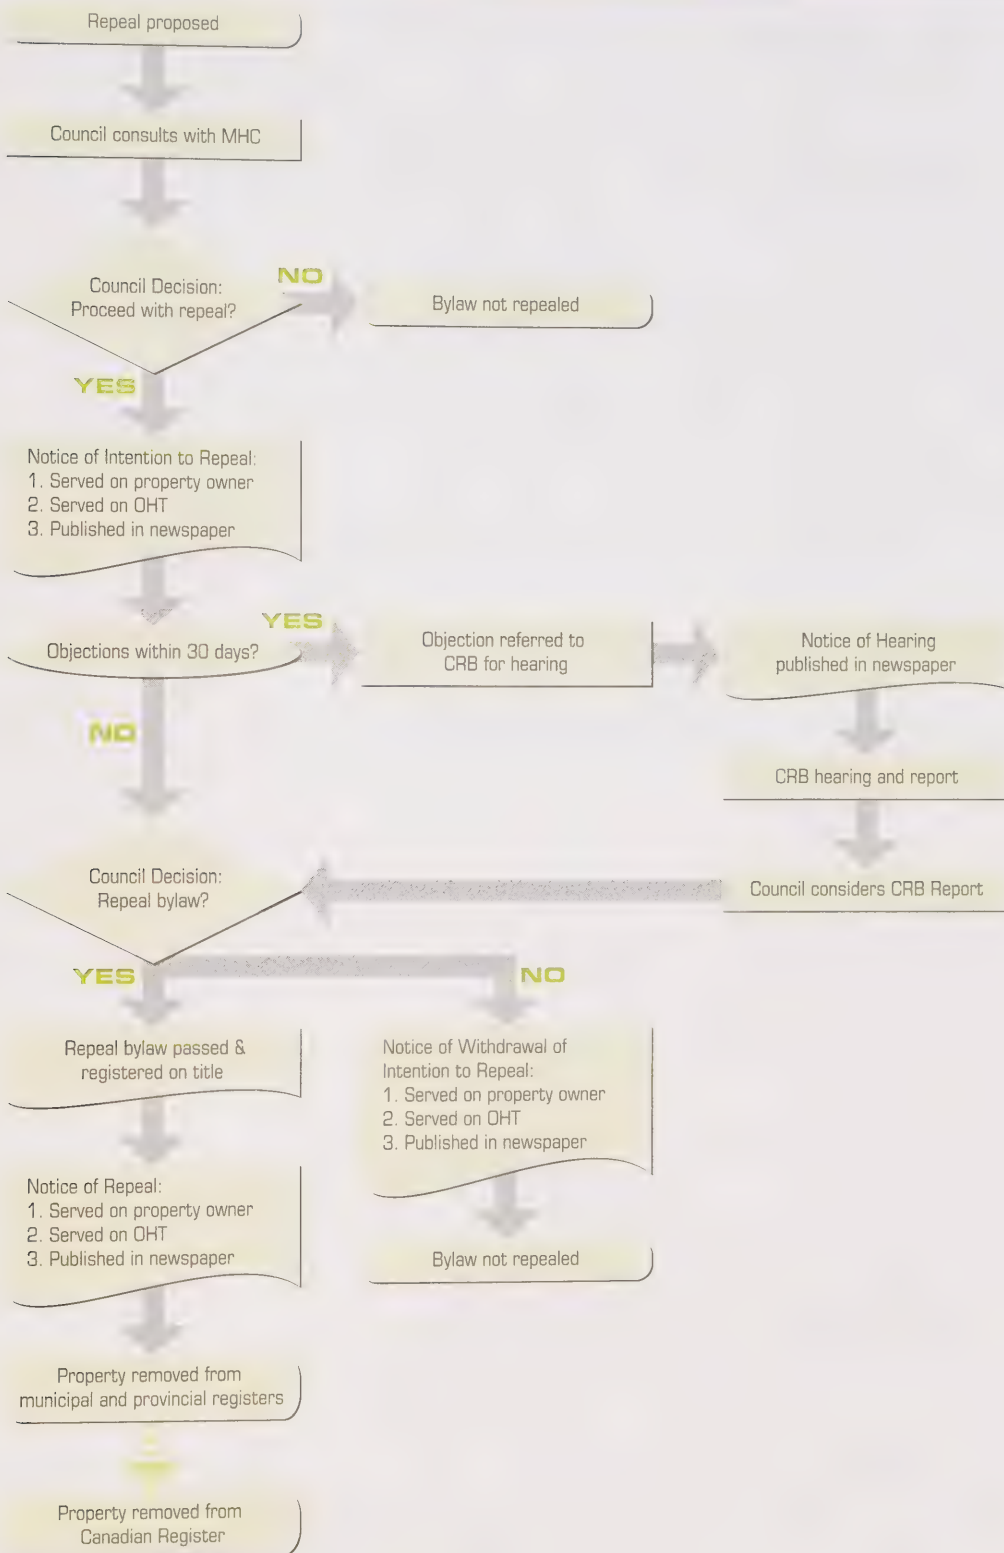 Repeal proposed
Council consults with MHC
Council Decision:
Proceed with repeal?
NO
Bylaw not repealed
YES
Notice of Intention to Repeal:
1. Served on property owner
2. Served on OHT
3. Published in newspaper
Objections within 30 days?
YES
Objection referred to
CRB for hearing
Notice of Hearing
published in newspaper
NO
CRB hearing and report
Council considers CRB Report
Council Decision:
Repeal bylaw?
YES
NO
Repeal bylaw passed &
registered on title
Notice of Withdrawal of
Intention to Repeal:
1. Served on property owner
2. Served on OHT
3. Published in newspaper
Notice of Repeal:
1. Served on property owner
2. Served on OHT
3. Published in newspaper
Bylaw not repealed
Property removed from
municipal and provincial registers
Property removed from
Canadian Register